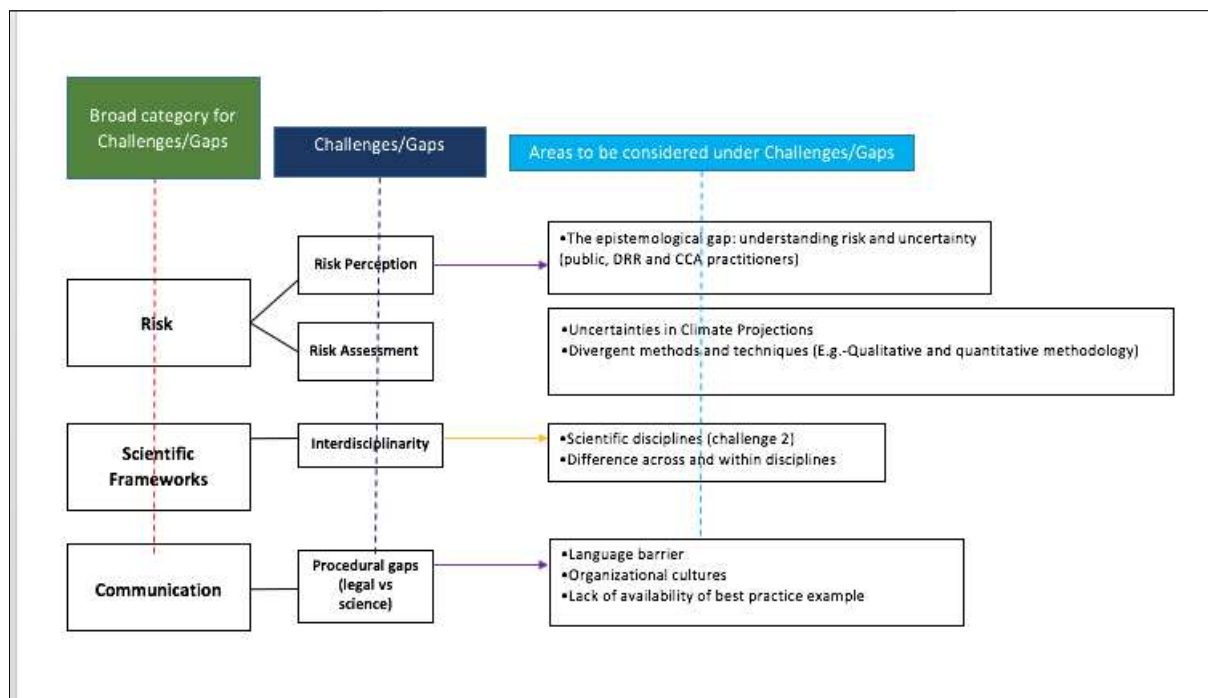 Broad category for
Challenges/Gaps
Challenges/Gaps
Areas to be considered under Challenges/Gaps
Risk
Risk Perception
•The epistemological gap: understanding risk and uncertainty
(public, DRR and CCA practitioners)
Risk Assessment
•Uncertainties in Climate Projections
•Divergent methods and techniques (E.g.-Qualitative and quantitative methodology)
Scientific
Frameworks
Interdisciplinarity
•Scientific disciplines (challenge 2)
•Difference across and within disciplines
Communication
Procedural gaps
(legal vs
science)
•Language barrier
•Organizational cultures
•Lack of availability of best practice example